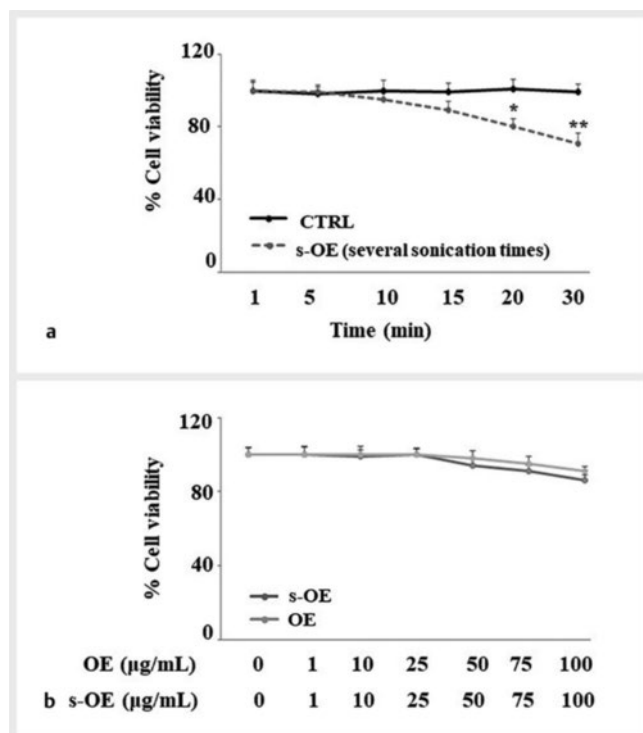 120
80
40
0
% Cell viability
*
**
CTRL
s-OE (several sonication times)
1 5 10 15 20 30
a Time (min)
120
80
40
0
% Cell viability
s-OE
OE
OE (µg/mL) 0 1 10 25 50 75 100
b s-OE (µg/mL) 0 1 10 25 50 75 100